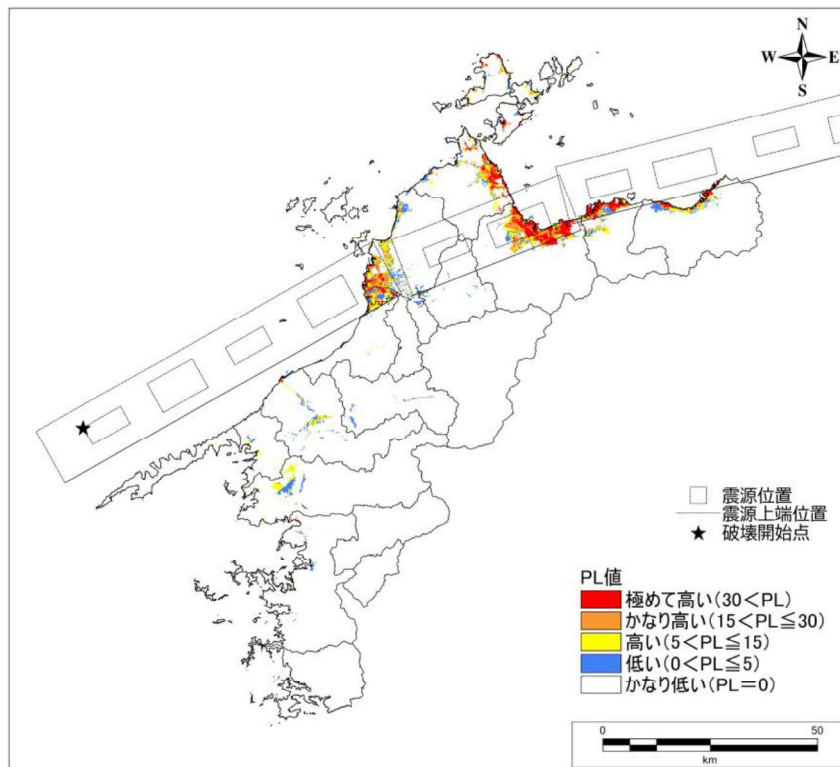 N
W E
S
震源位置
震源上端位置
破壊開始点
PL値
極めて高い(30<PL)
かなり高い(15<PL≦30)
高い(5<PL≦15)
低い(0<PL≦5)
かなり低い(PL=0)
0 50
km